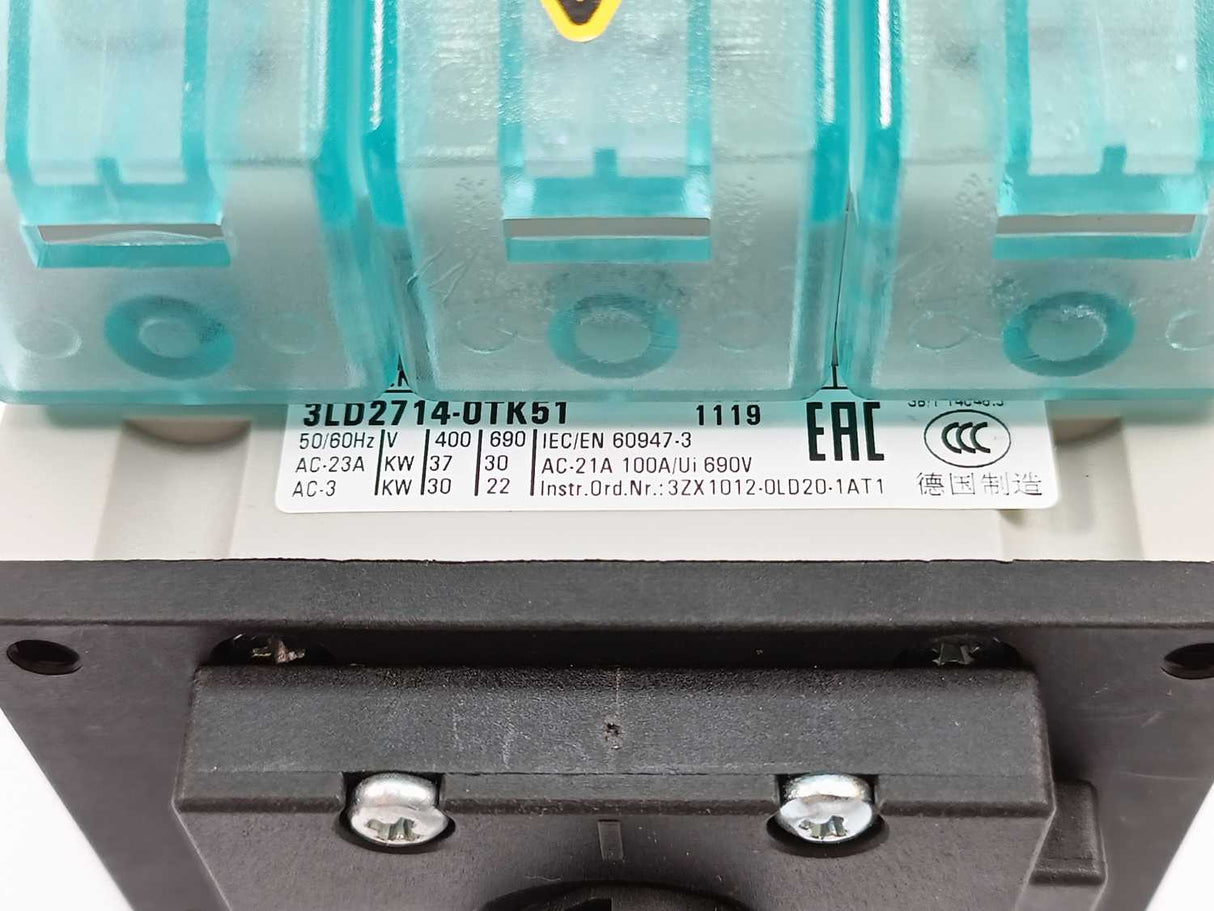 3LD2714-0TK51 1119 EAC
50/60Hz V 400 690 IEC/EN 60947-3 CCC
AC-23A KW 37 30 AC-21A 100A/Ui 690V
AC-3 KW 30 22 Instr.Ord.Nr.: 3ZX1012-0LD20-1AT1 德国制造